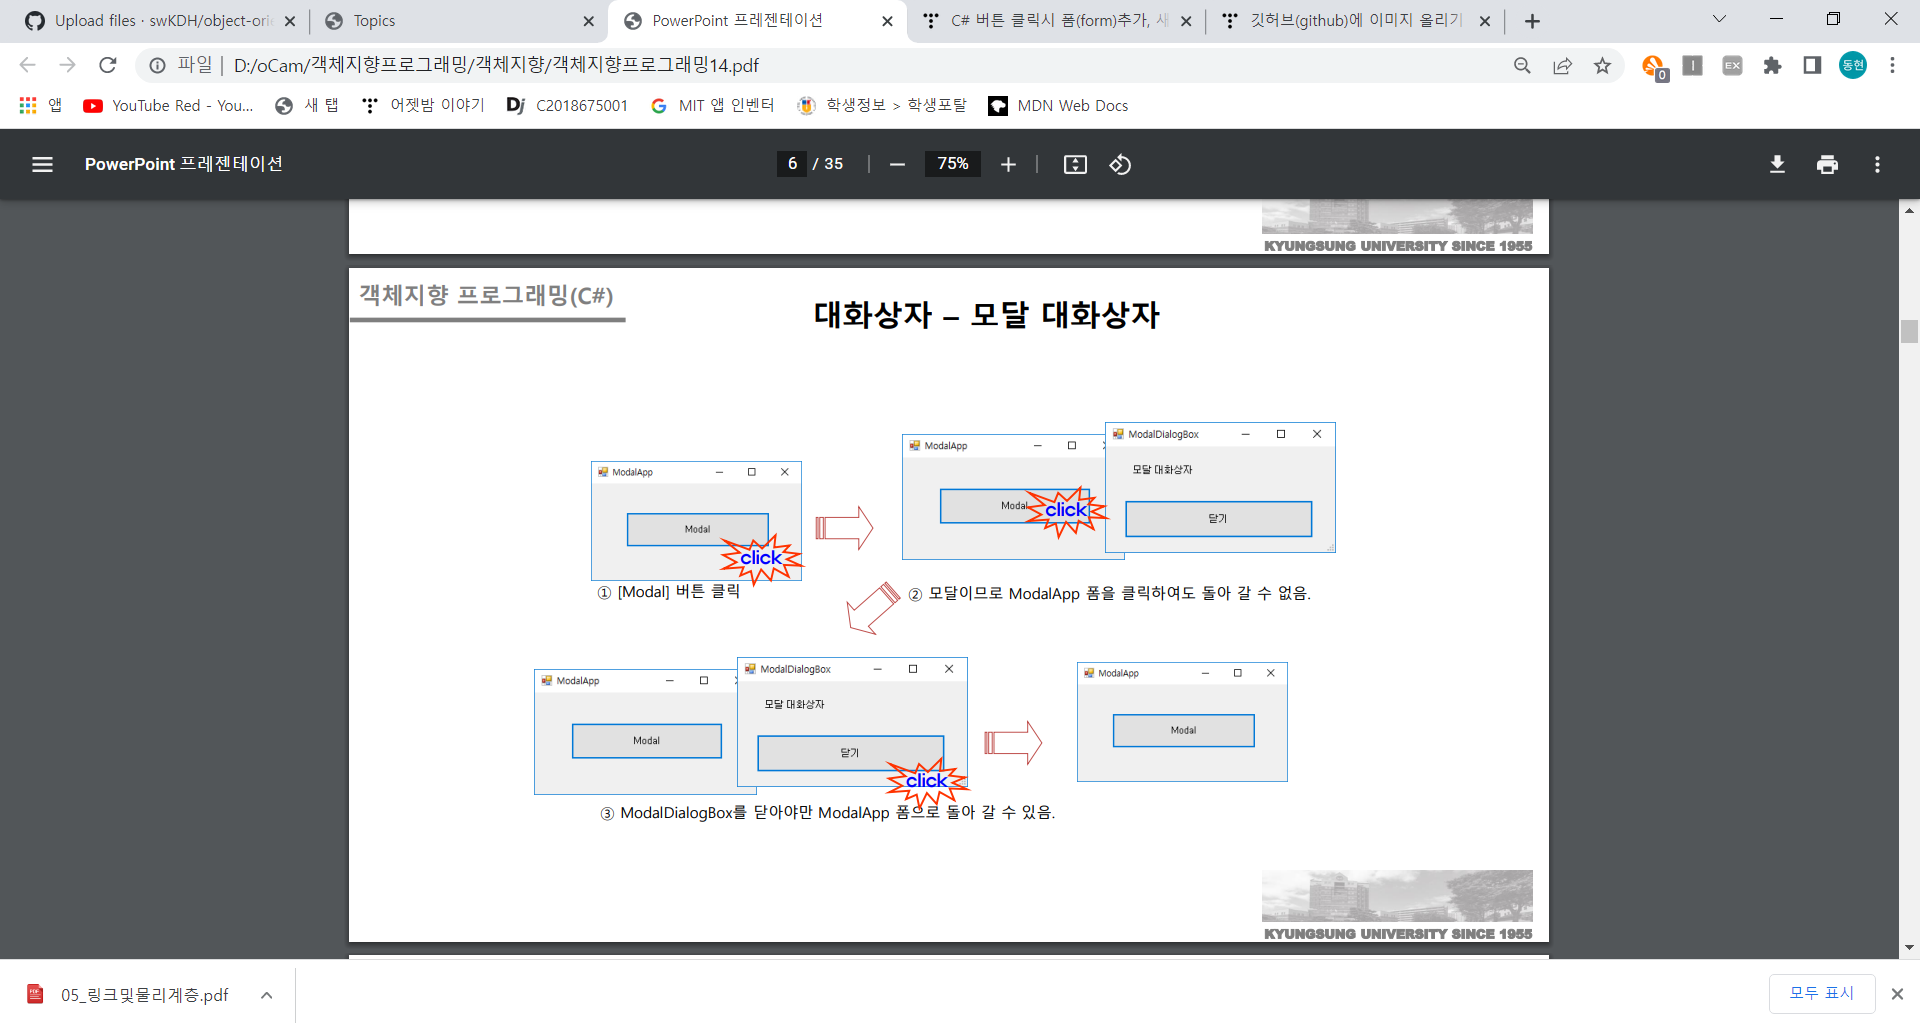 Upload files · swKDH/object-orie
Topics
PowerPoint 프레젠테이션
C# 버튼 클릭시 폼(form)추가, 새
깃허브(github)에 이미지 올리기
파일 | D:/oCam/객체지향프로그래밍/객체지향/객체지향프로그래밍14.pdf
0
I
EX
동현
앱
YouTube Red - You...
새 탭
어젯밤 이야기
Dj C2018675001
MIT 앱 인벤터
학생정보 > 학생포탈
MDN Web Docs
PowerPoint 프레젠테이션
6 / 35
75%
KYUNGSUNG UNIVERSITY SINCE 1955
객체지향 프로그래밍(C#)
대화상자 – 모달 대화상자
ModalApp
Modal
click
① [Modal] 버튼 클릭
ModalApp
Modal
click
ModalDialogBox
모달 대화상자
닫기
② 모달이므로 ModalApp 폼을 클릭하여도 돌아 갈 수 없음.
ModalApp
Modal
ModalDialogBox
모달 대화상자
닫기
click
③ ModalDialogBox를 닫아야만 ModalApp 폼으로 돌아 갈 수 있음.
ModalApp
Modal
KYUNGSUNG UNIVERSITY SINCE 1955
PDF
05_링크및물리계층.pdf
모두 표시